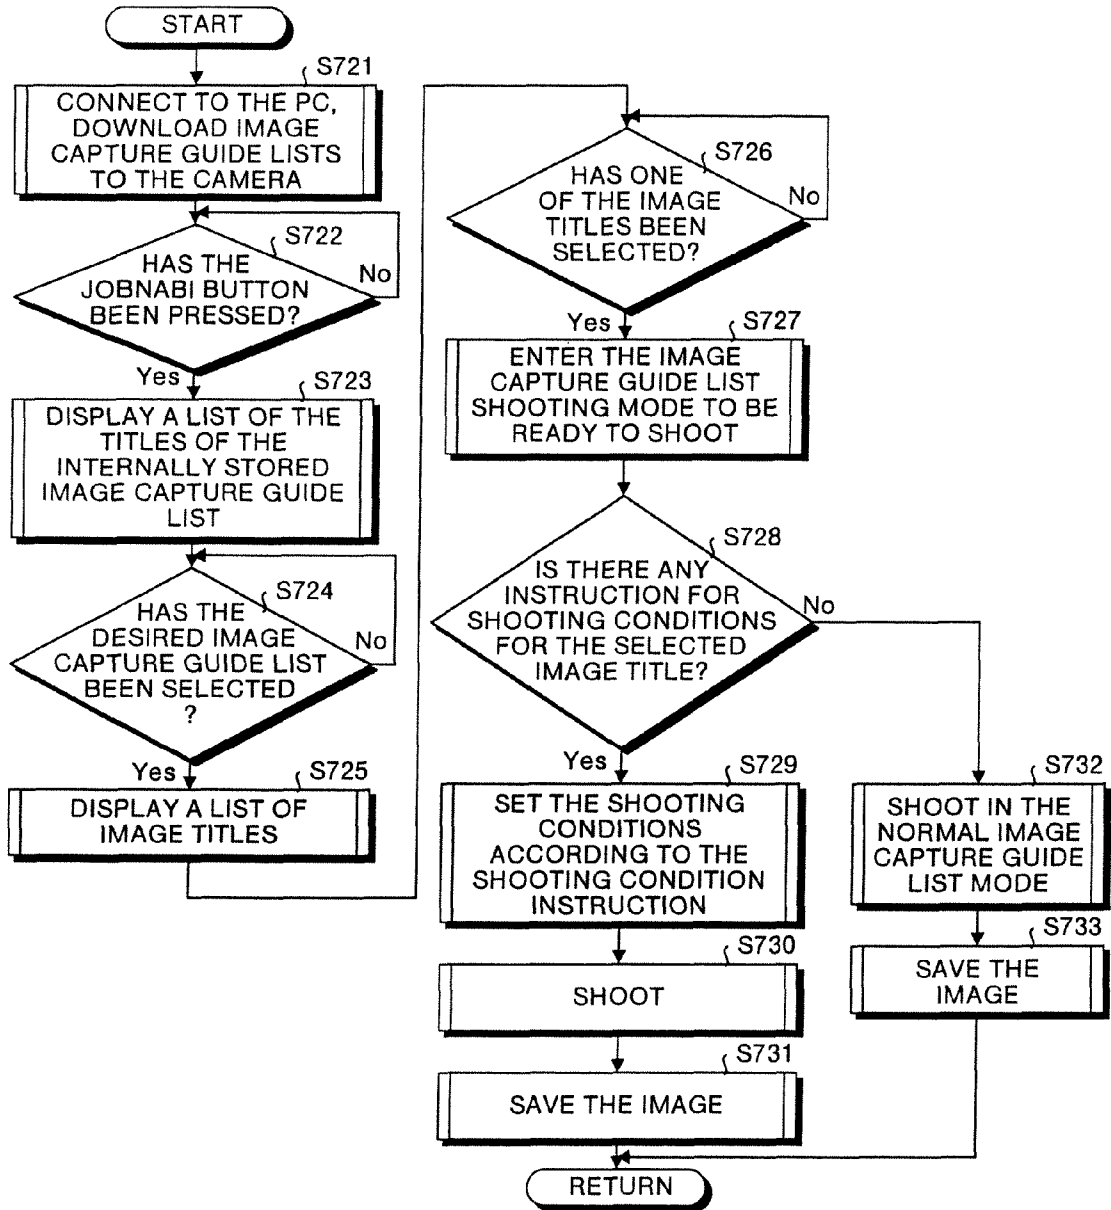 START
S721
CONNECT TO THE PC,
DOWNLOAD IMAGE
CAPTURE GUIDE LISTS
TO THE CAMERA
S722
HAS THE
JOBNABI BUTTON
BEEN PRESSED?
No
Yes
S723
DISPLAY A LIST OF THE
TITLES OF THE
INTERNALLY STORED
IMAGE CAPTURE GUIDE
LIST
S724
HAS THE
DESIRED IMAGE
CAPTURE GUIDE LIST
BEEN SELECTED
?
No
Yes
S725
DISPLAY A LIST OF
IMAGE TITLES
S726
HAS ONE
OF THE IMAGE
TITLES BEEN
SELECTED?
No
Yes
S727
ENTER THE IMAGE
CAPTURE GUIDE LIST
SHOOTING MODE TO BE
READY TO SHOOT
S728
IS THERE ANY
INSTRUCTION FOR
SHOOTING CONDITIONS
FOR THE SELECTED
IMAGE TITLE?
No
Yes
S729
SET THE SHOOTING
CONDITIONS
ACCORDING TO THE
SHOOTING CONDITION
INSTRUCTION
S730
SHOOT
S731
SAVE THE IMAGE
S732
SHOOT IN THE
NORMAL IMAGE
CAPTURE GUIDE
LIST MODE
S733
SAVE THE
IMAGE
RETURN